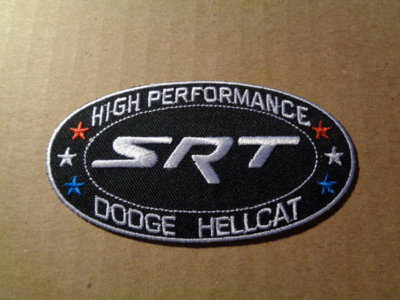 HIGH PERFORMANCE
SRT
DODGE HELLCAT